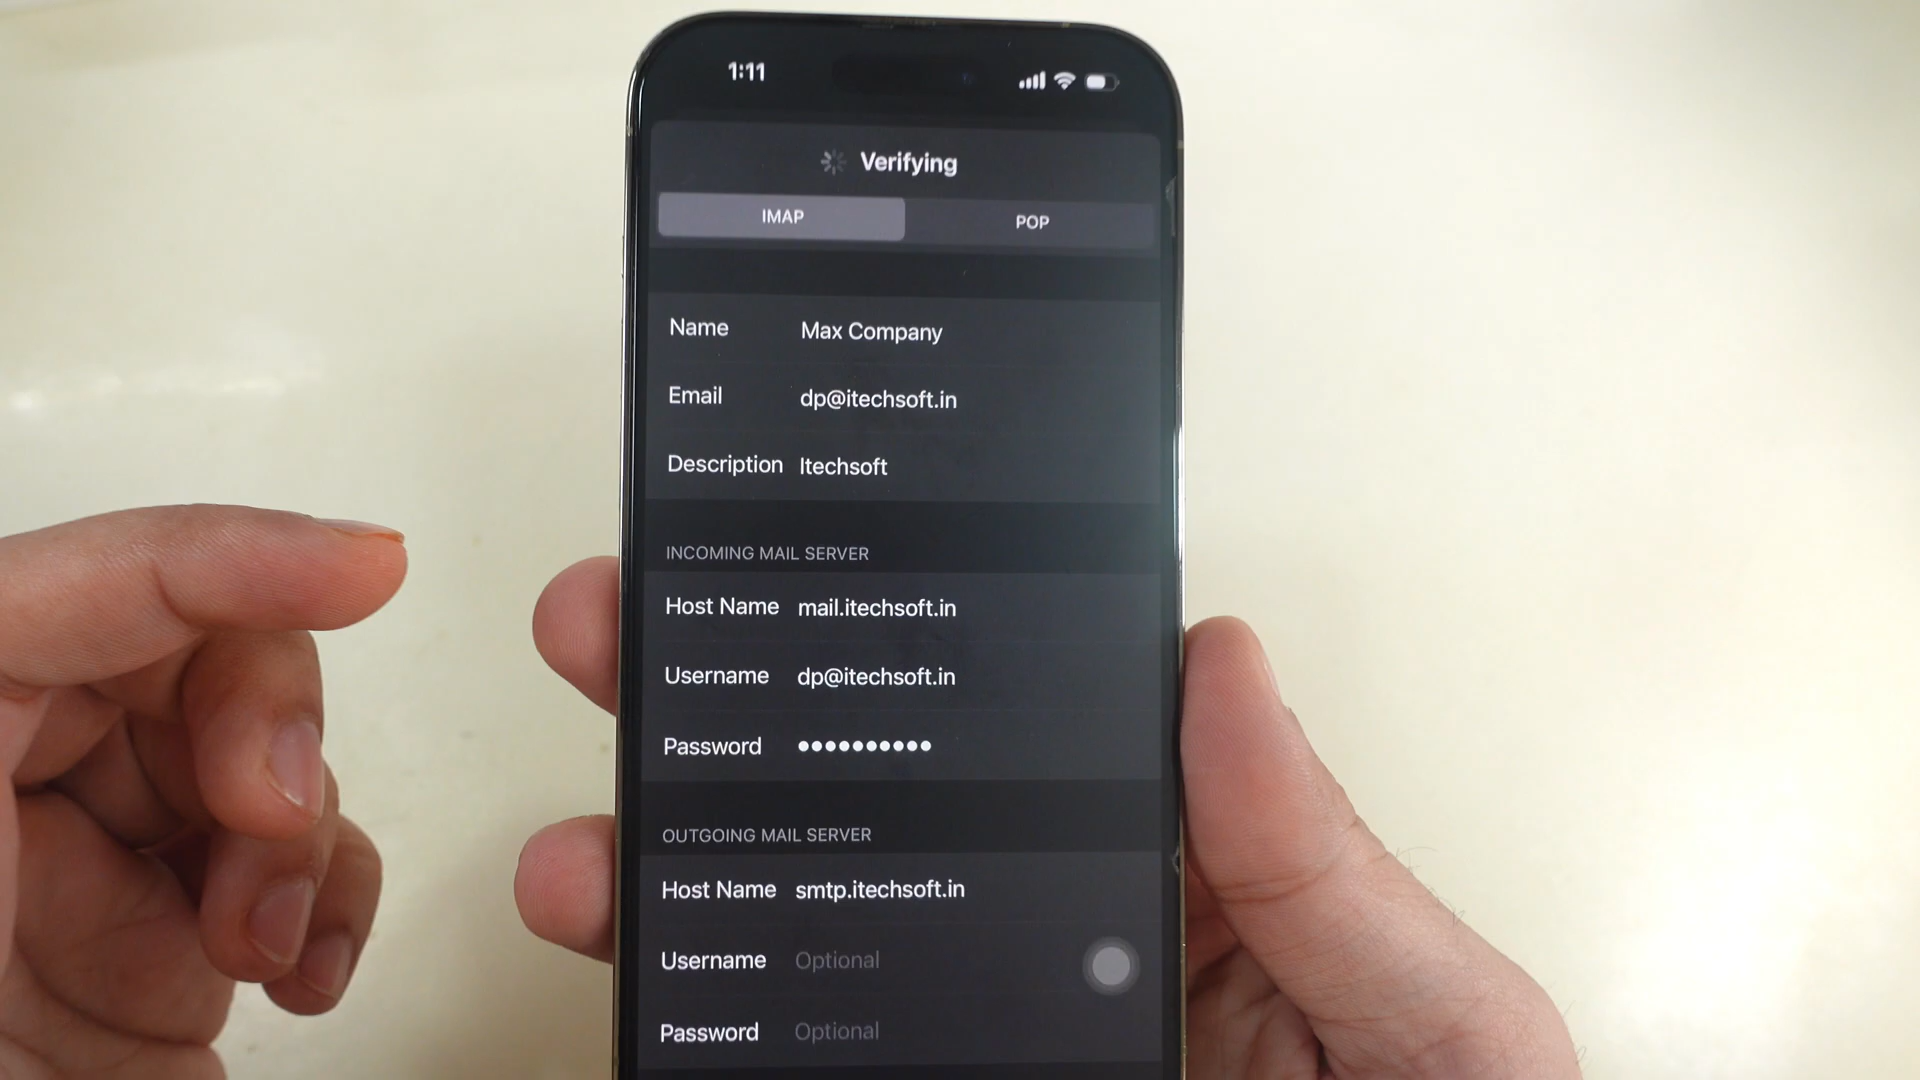 1:11
Verifying
IMAP POP
Name Max Company
Email dp@itechsoft.in
Description Itechsoft
INCOMING MAIL SERVER
Host Name mail.itechsoft.in
Username dp@itechsoft.in
Password ••••••••••
OUTGOING MAIL SERVER
Host Name smtp.itechsoft.in
Username Optional
Password Optional